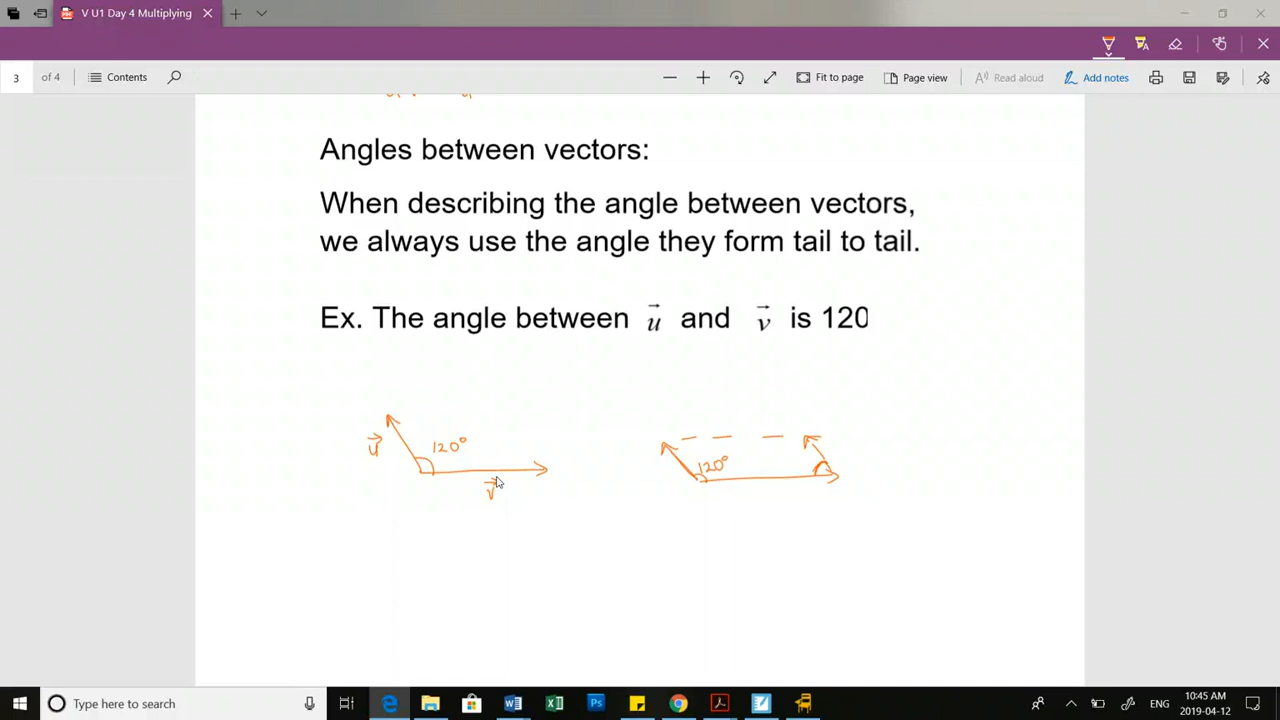 V U1 Day 4 Multiplying
3 of 4 Contents Fit to page Page view Read aloud Add notes
Angles between vectors:
When describing the angle between vectors,
we always use the angle they form tail to tail.
Ex. The angle between u⃗ and v⃗ is 120
u⃗ 120° 120°
v⃗
Type here to search
ENG 10:45 AM
2019-04-12